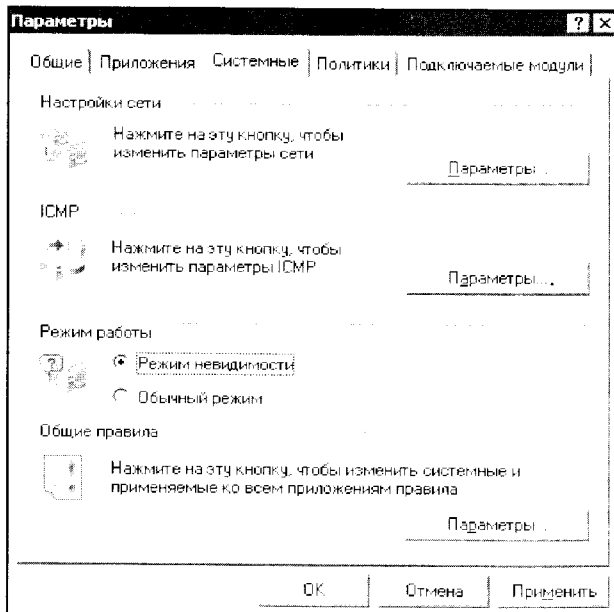 Параметры
Общие Приложения Системные Политики Подключаемые модули
Настройки сети
Нажмите на эту кнопку, чтобы
изменить параметры сети
Параметры...
ICMP
Нажмите на эту кнопку, чтобы
изменить параметры ICMP
Параметры...
Режим работы
Режим невидимости
Обычный режим
Общие правила
Нажмите на эту кнопку, чтобы изменить системные и
применяемые ко всем приложениям правила
Параметры...
OK Отмена Применить